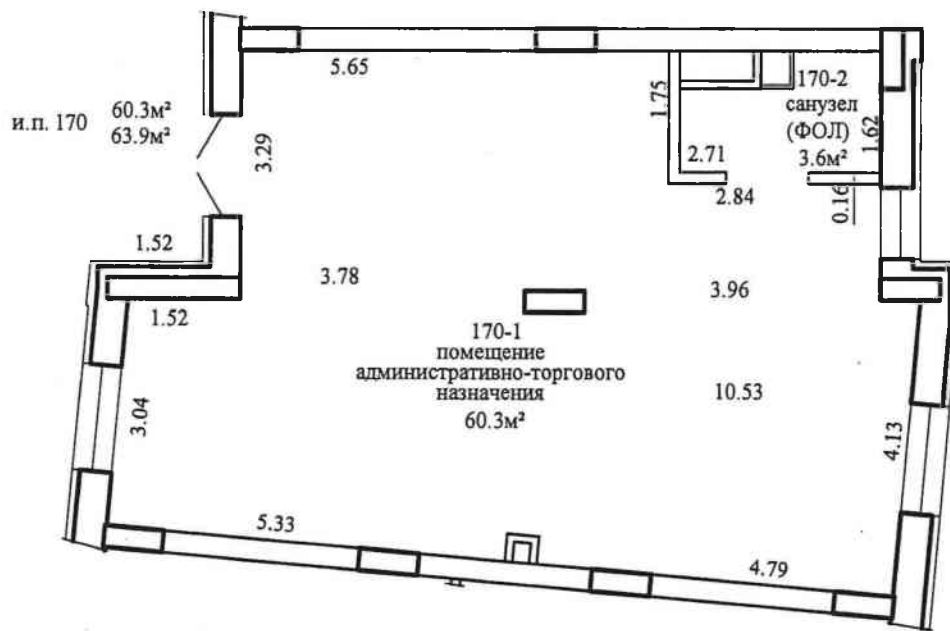 5.65
1.75
170-2
санузел
(ФОЛ)
3.6м²
1.62
и.п. 170
60.3м²
63.9м²
3.29
2.71
2.84
0.16
1.52
3.78
3.96
1.52
170-1
помещение
административно-торгового
назначения
60.3м²
10.53
3.04
4.13
5.33
4.79